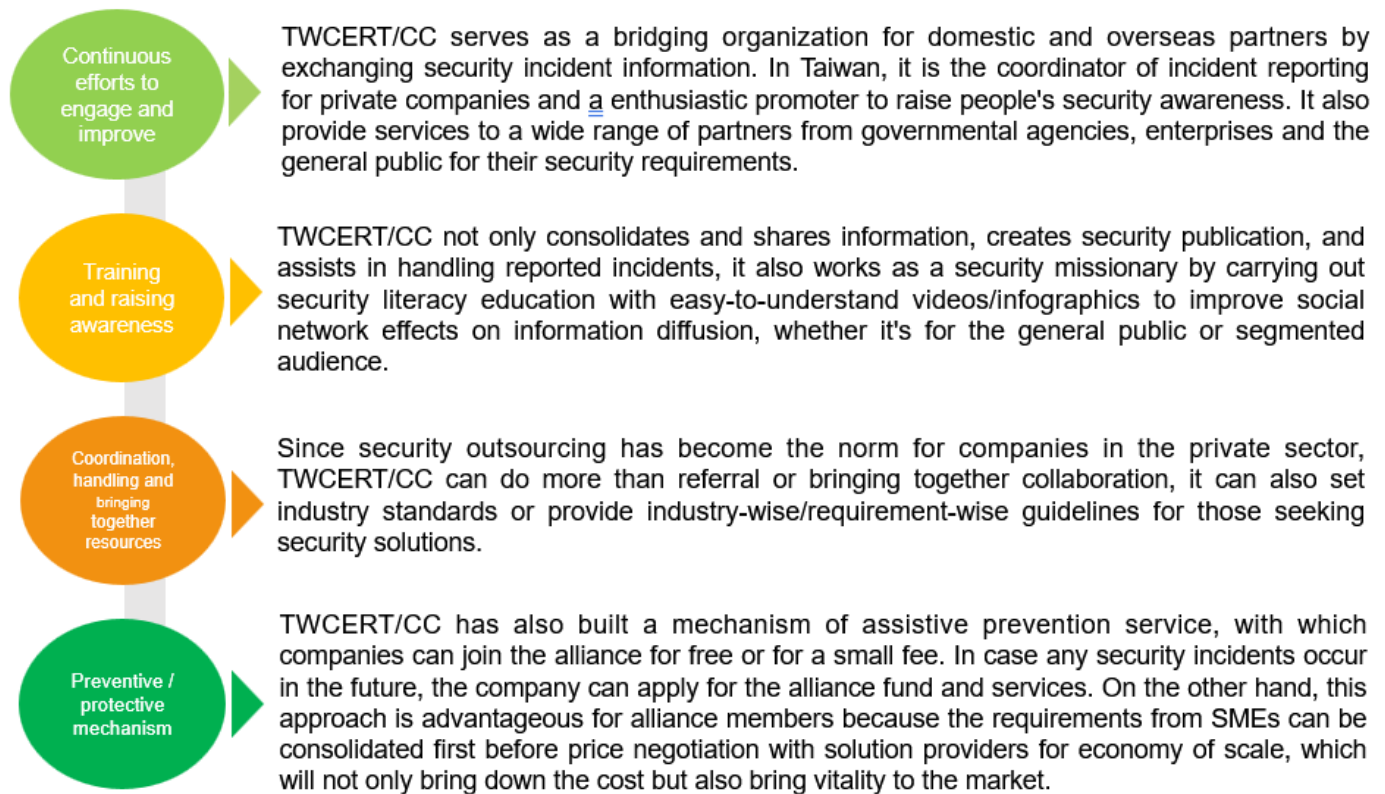 Continuous
efforts to
engage and
improve
TWCERT/CC serves as a bridging organization for domestic and overseas partners by
exchanging security incident information. In Taiwan, it is the coordinator of incident reporting
for private companies and a enthusiastic promoter to raise people's security awareness. It also
provide services to a wide range of partners from governmental agencies, enterprises and the
general public for their security requirements.
Training
and raising
awareness
TWCERT/CC not only consolidates and shares information, creates security publication, and
assists in handling reported incidents, it also works as a security missionary by carrying out
security literacy education with easy-to-understand videos/infographics to improve social
network effects on information diffusion, whether it's for the general public or segmented
audience.
Coordination,
handling and
bringing
together
resources
Since security outsourcing has become the norm for companies in the private sector,
TWCERT/CC can do more than referral or bringing together collaboration, it can also set
industry standards or provide industry-wise/requirement-wise guidelines for those seeking
security solutions.
Preventive /
protective
mechanism
TWCERT/CC has also built a mechanism of assistive prevention service, with which
companies can join the alliance for free or for a small fee. In case any security incidents occur
in the future, the company can apply for the alliance fund and services. On the other hand, this
approach is advantageous for alliance members because the requirements from SMEs can be
consolidated first before price negotiation with solution providers for economy of scale, which
will not only bring down the cost but also bring vitality to the market.